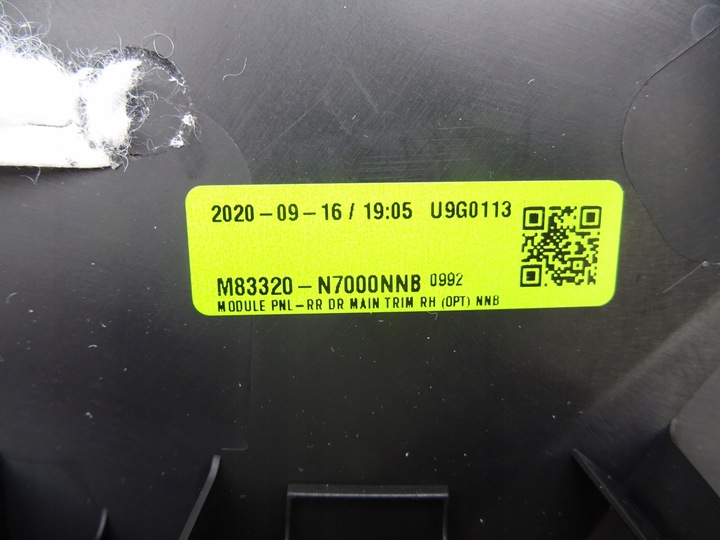 2020-09-16 / 19:05 U9G0113
M83320-N7000NNB 0992
MODULE PNL-RR DR MAIN TRIM RH (OPT) NNB